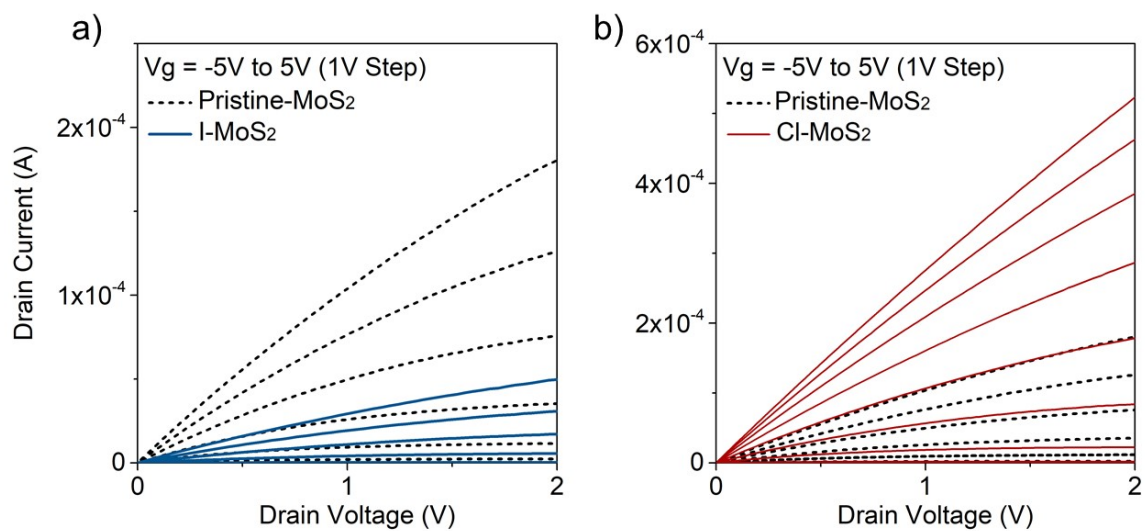 a)
Vg = -5V to 5V (1V Step)
Pristine-MoS₂
I-MoS₂
2x10⁻⁴
1x10⁻⁴
0
0
1
2
Drain Voltage (V)
Drain Current (A)
b)
6x10⁻⁴
Vg = -5V to 5V (1V Step)
Pristine-MoS₂
Cl-MoS₂
4x10⁻⁴
2x10⁻⁴
0
0
1
2
Drain Voltage (V)